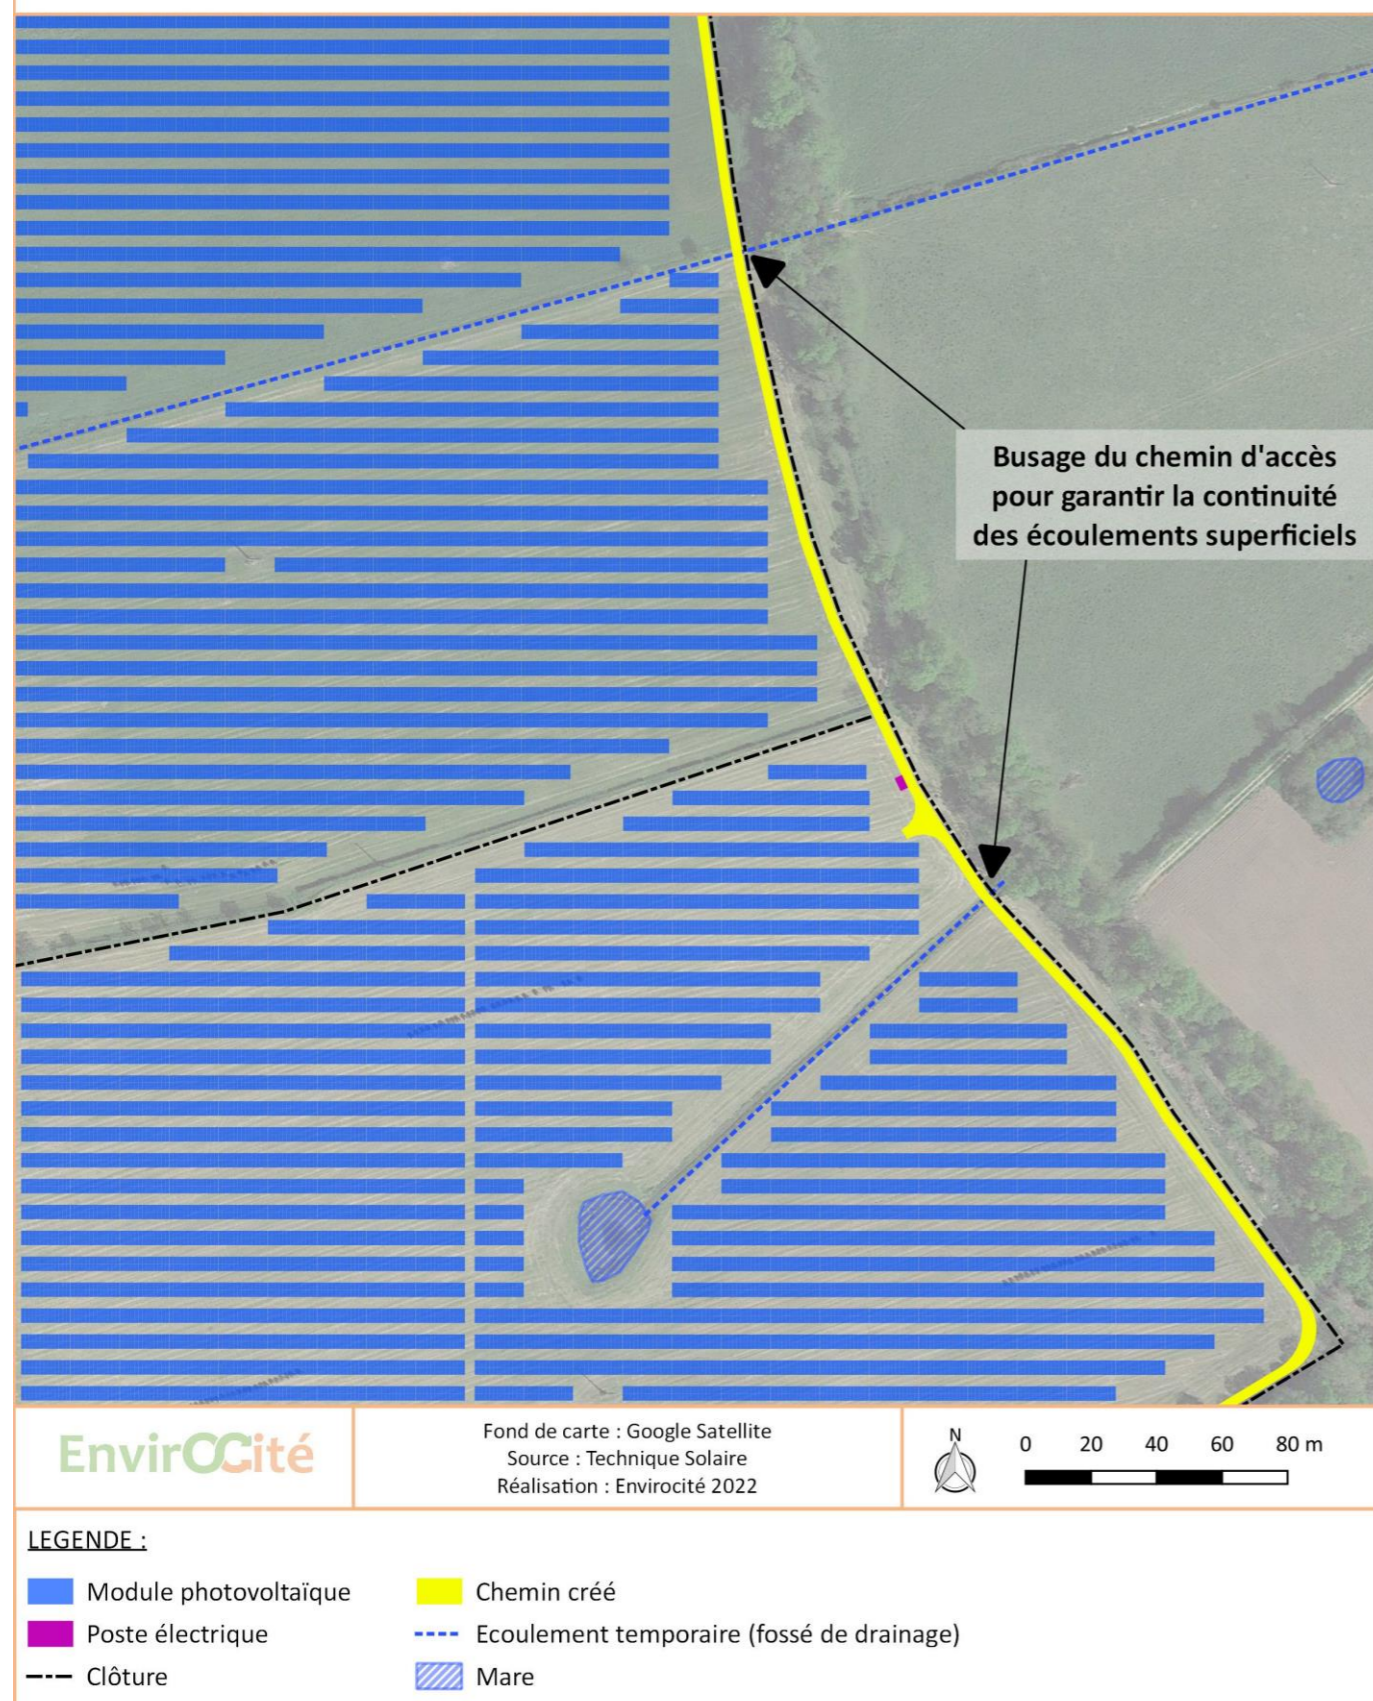 Busage du chemin d'accès
pour garantir la continuité
des écoulements superficiels
EnvirOCité
Fond de carte : Google Satellite
Source : Technique Solaire
Réalisation : Envirocité 2022
N
0 20 40 60 80 m
LEGENDE :
Module photovoltaïque
Chemin créé
Poste électrique
Ecoulement temporaire (fossé de drainage)
Clôture
Mare